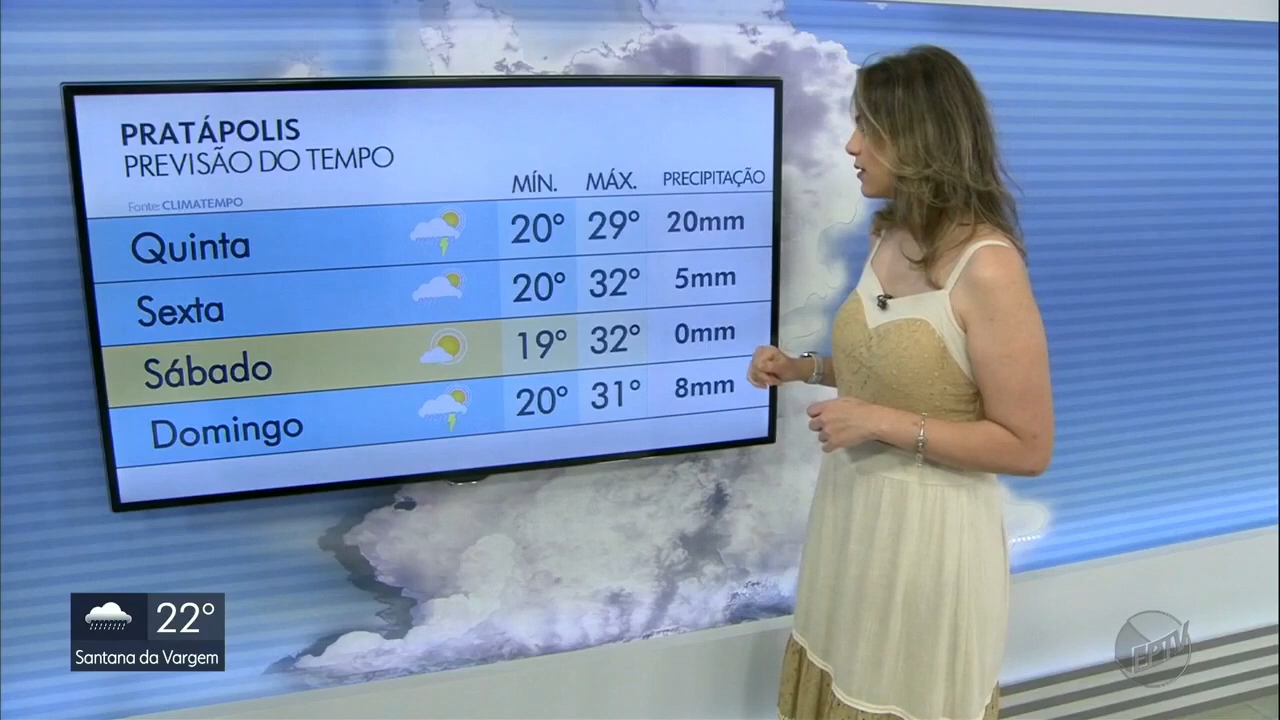 PRATÁPOLIS
PREVISÃO DO TEMPO
Fonte: CLIMATEMPO
MÍN. MÁX. PRECIPITAÇÃO
Quinta 20° 29° 20mm
Sexta 20° 32° 5mm
Sábado 19° 32° 0mm
Domingo 20° 31° 8mm
22°
Santana da Vargem
EPTV